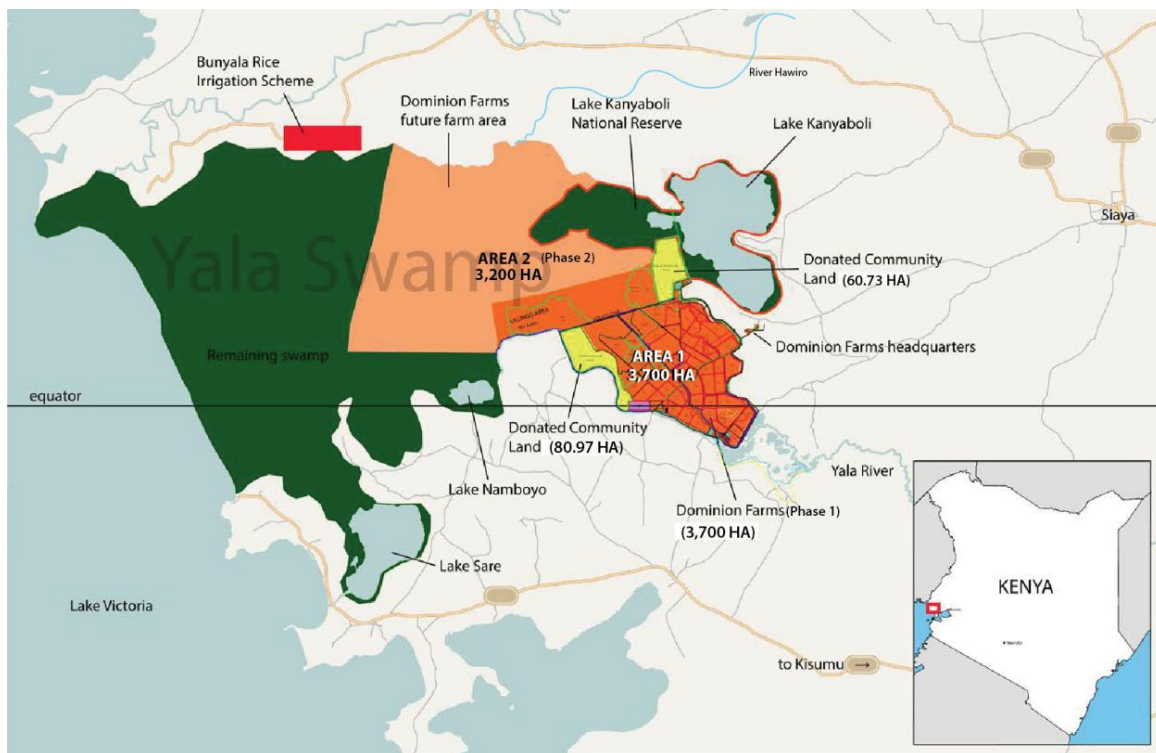 Bunyala Rice
Irrigation Scheme
Dominion Farms
future farm area
Lake Kanyaboli
National Reserve
River Hawiro
Lake Kanyaboli
Siaya
Yala Swamp
AREA 2 (Phase 2)
3,200 HA
Donated Community
Land (60.73 HA)
Remaining swamp
AREA 1
3,700 HA
Dominion Farms headquarters
equator
Donated Community
Land (80.97 HA)
Lake Namboyo
Yala River
Dominion Farms (Phase 1)
(3,700 HA)
Lake Sare
Lake Victoria
to Kisumu →
KENYA